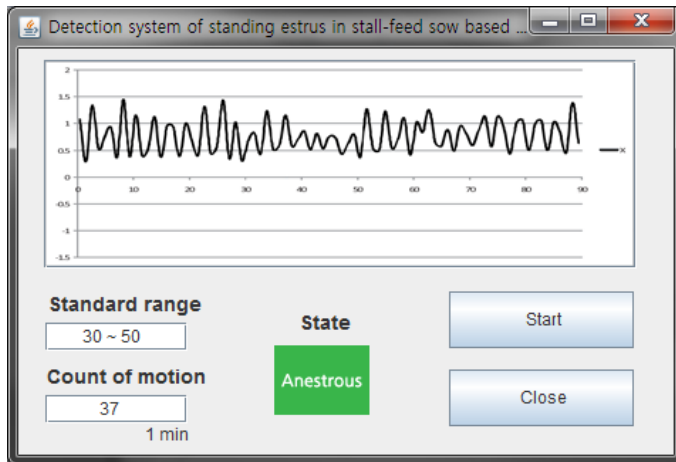 Detection system of standing estrus in stall-feed sow based ...
2
1.5
1
0.5
0
-0.5
-1
-1.5
0 10 20 30 40 50 60 70 80 90
x
Standard range
30 ~ 50
Count of motion
37
1 min
State
Anestrous
Start
Close